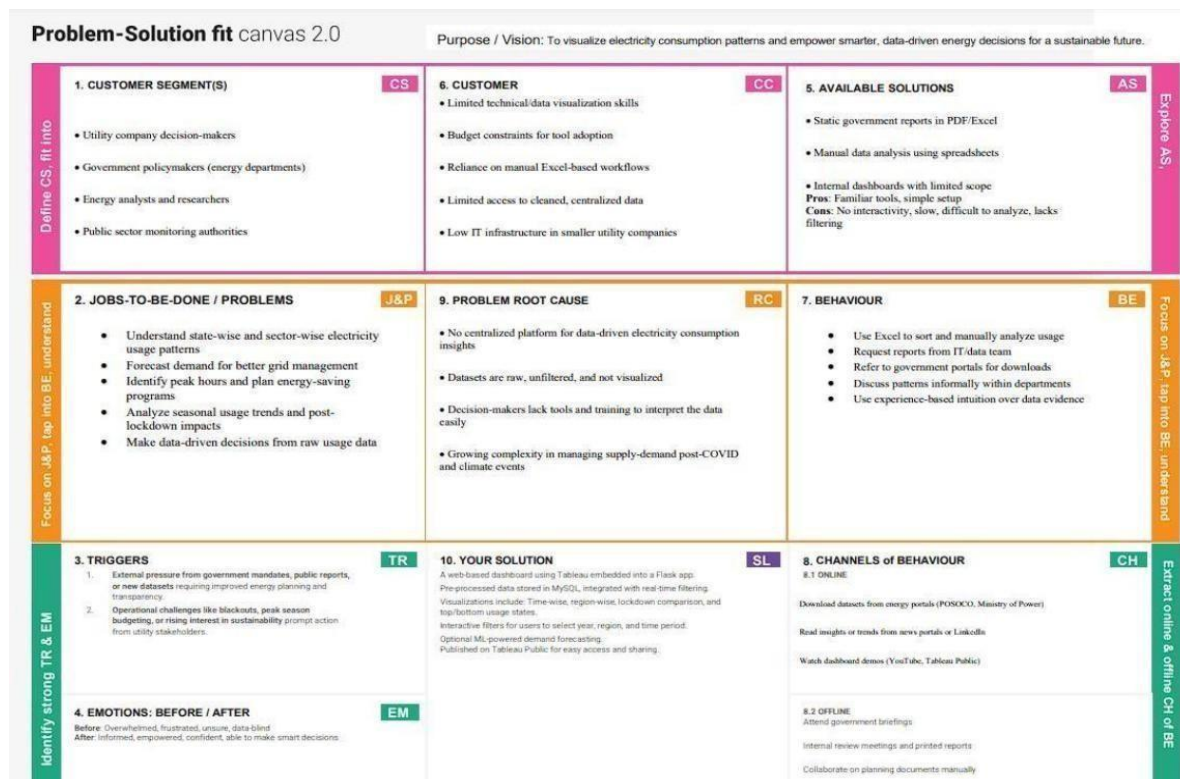 Problem-Solution fit canvas 2.0
Purpose / Vision: To visualize electricity consumption patterns and empower smarter, data-driven energy decisions for a sustainable future.
Define CS, fit into
1. CUSTOMER SEGMENT(S)
CS
• Utility company decision-makers
• Government policymakers (energy departments)
• Energy analysts and researchers
• Public sector monitoring authorities
6. CUSTOMER
CC
• Limited technical/data visualization skills
• Budget constraints for tool adoption
• Reliance on manual Excel-based workflows
• Limited access to cleaned, centralized data
• Low IT infrastructure in smaller utility companies
5. AVAILABLE SOLUTIONS
AS
• Static government reports in PDF/Excel
• Manual data analysis using spreadsheets
• Internal dashboards with limited scope
Pros: Familiar tools, simple setup
Cons: No interactivity, slow, difficult to analyze, lacks
filtering
Explore AS,
Focus on J&P, tap into BE, understand
2. JOBS-TO-BE-DONE / PROBLEMS
J&P
• Understand state-wise and sector-wise electricity
usage patterns
• Forecast demand for better grid management
• Identify peak hours and plan energy-saving
programs
• Analyze seasonal usage trends and post-
lockdown impacts
• Make data-driven decisions from raw usage data
9. PROBLEM ROOT CAUSE
RC
• No centralized platform for data-driven electricity consumption
insights
• Datasets are raw, unfiltered, and not visualized
• Decision-makers lack tools and training to interpret the data
easily
• Growing complexity in managing supply-demand post-COVID
and climate events
7. BEHAVIOUR
BE
• Use Excel to sort and manually analyze usage
• Request reports from IT/data team
• Refer to government portals for downloads
• Discuss patterns informally within departments
• Use experience-based intuition over data evidence
Focus on J&P, tap into BE, understand
Identify strong TR & EM
3. TRIGGERS
TR
1. External pressure from government mandates, public reports,
or new datasets requiring improved energy planning and
transparency.
2. Operational challenges like blackouts, peak season
budgeting, or rising interest in sustainability prompt action
from utility stakeholders.
4. EMOTIONS: BEFORE / AFTER
EM
Before: Overwhelmed, frustrated, unsure, data-blind
After: Informed, empowered, confident, able to make smart decisions
10. YOUR SOLUTION
SL
A web-based dashboard using Tableau embedded into a Flask app.
Pre-processed data stored in MySQL, integrated with real-time filtering.
Visualizations include: Time-wise, region-wise, lockdown comparison, and
top/bottom usage states.
Interactive filters for users to select year, region, and time period.
Optional ML-powered demand forecasting.
Published on Tableau Public for easy access and sharing.
8. CHANNELS of BEHAVIOUR
CH
8.1 ONLINE
Download datasets from energy portals (POSOCO, Ministry of Power)
Read insights or trends from news portals or LinkedIn
Watch dashboard demos (YouTube, Tableau Public)
8.2 OFFLINE
Attend government briefings
Internal review meetings and printed reports
Collaborate on planning documents manually
Extract online & offline CH of BE